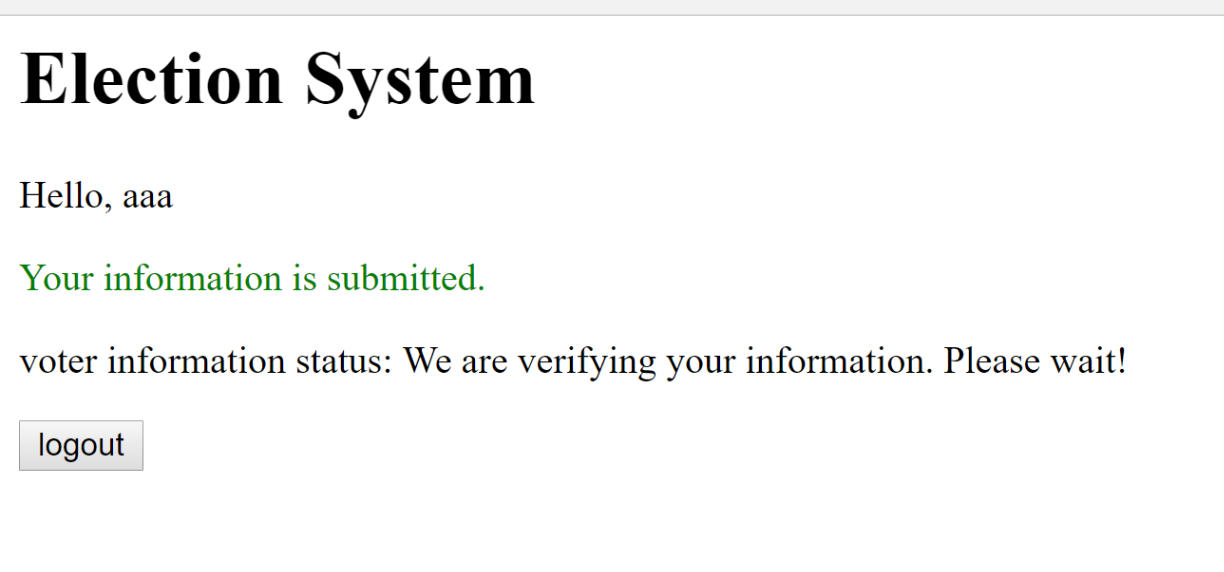 Election System
Hello, aaa
Your information is submitted.
voter information status: We are verifying your information. Please wait!
logout